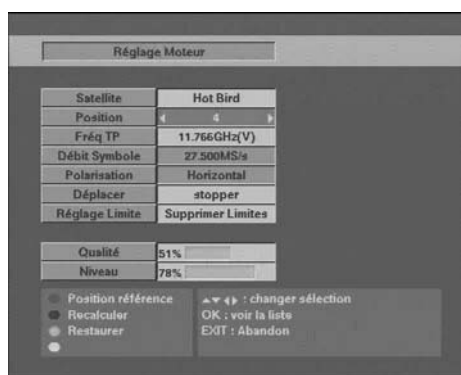 Réglage Moteur
Satellite Hot Bird
Position 4
Fréq TP 11.766GHz(V)
Débit Symbole 27.500MS/s
Polarisation Horizontal
Déplacer stopper
Réglage Limite Supprimer Limites
Qualité 51%
Niveau 78%
Position référence
Recalculer
Restaurer
▲▼◀▶ : changer sélection
OK : voir la liste
EXIT : Abandon